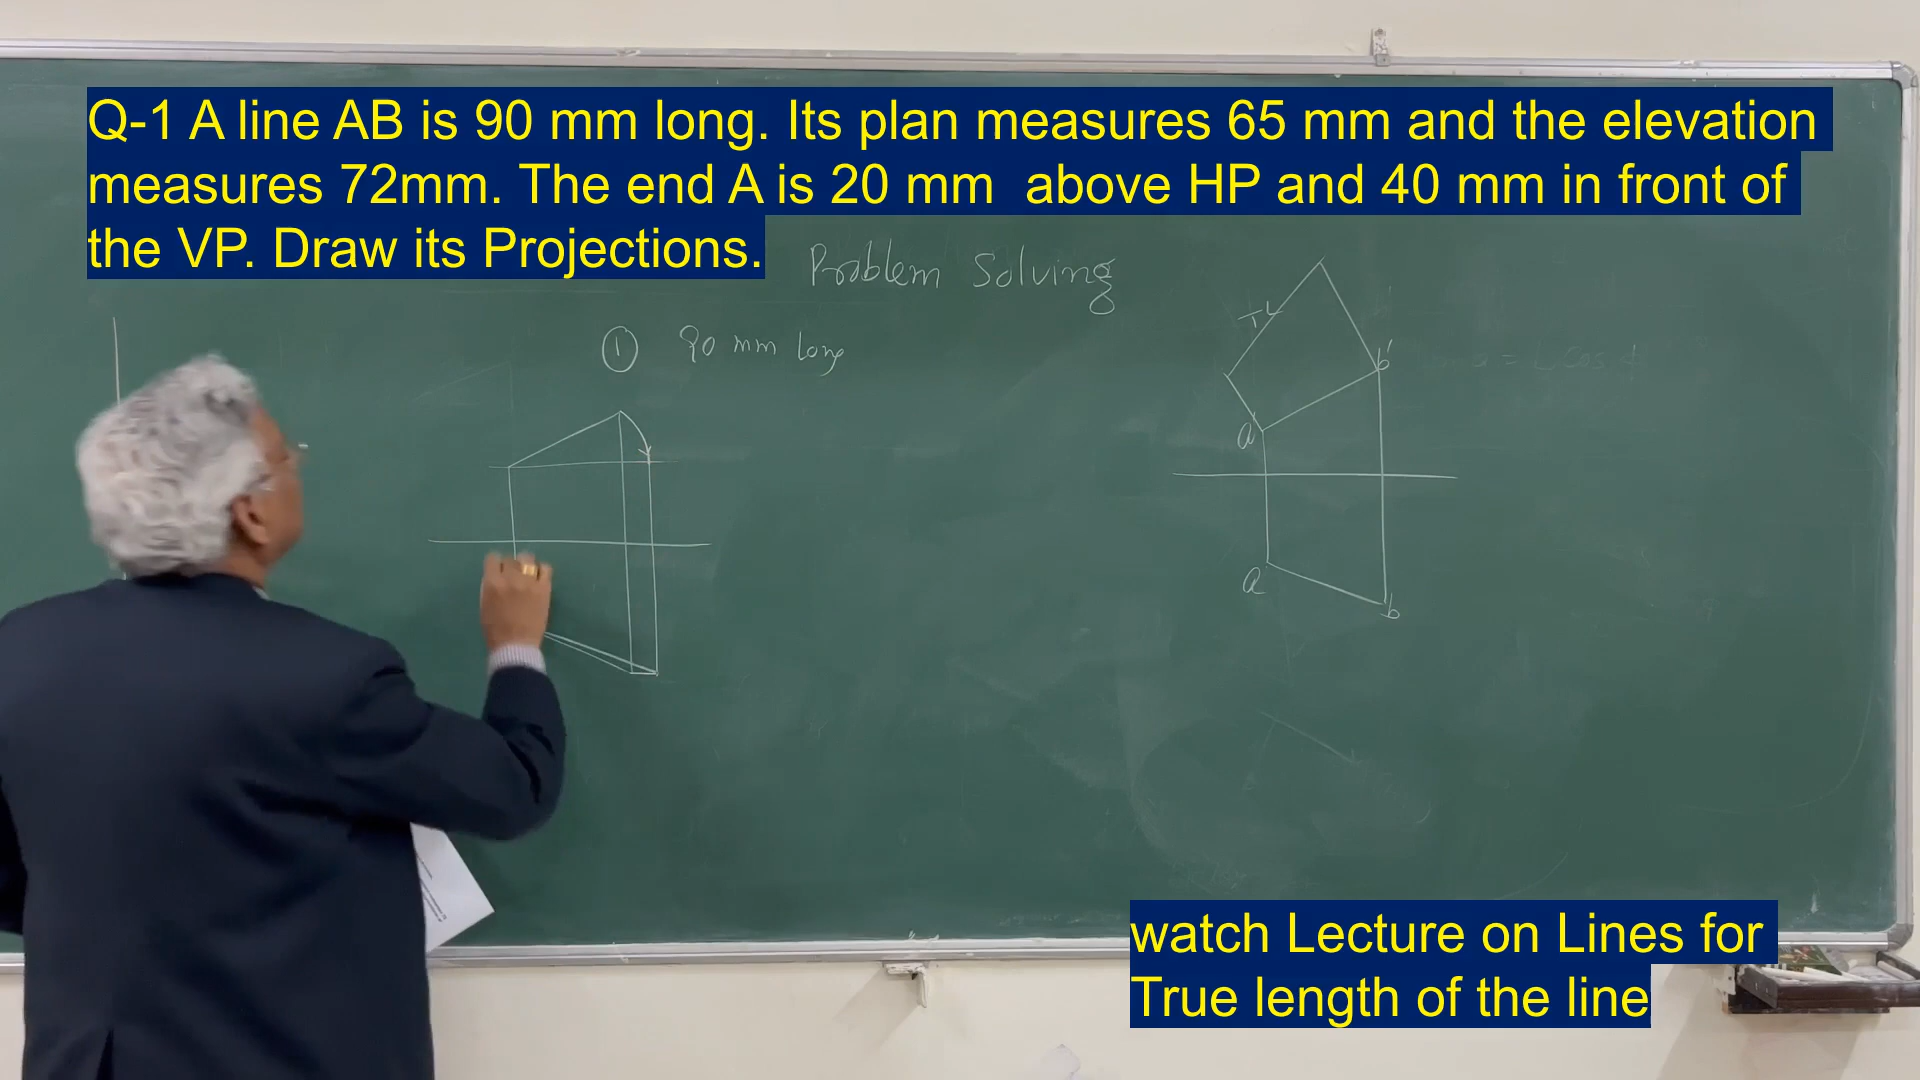 Q-1 A line AB is 90 mm long. Its plan measures 65 mm and the elevation
measures 72mm. The end A is 20 mm above HP and 40 mm in front of
the VP. Draw its Projections.
Problem Solving
① 90 mm long
TL
b'
a'
a
b
watch Lecture on Lines for
True length of the line